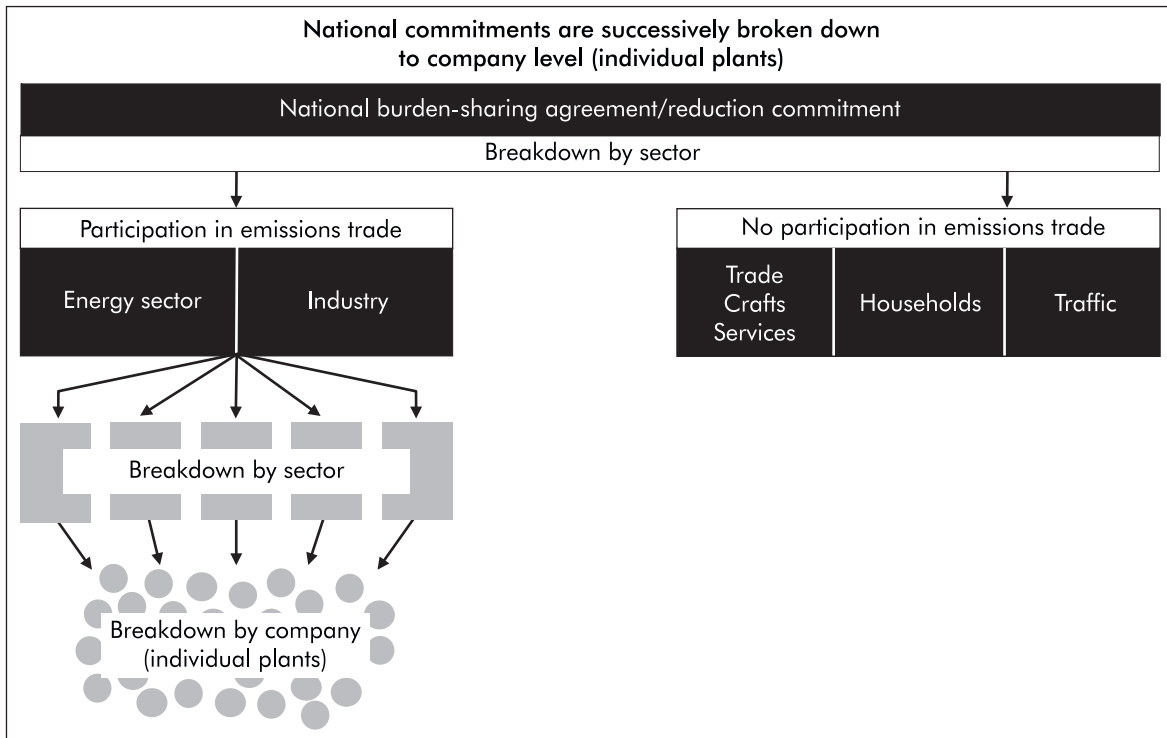 National commitments are successively broken down
to company level (individual plants)
National burden-sharing agreement/reduction commitment
Breakdown by sector
Participation in emissions trade
Energy sector
Industry
No participation in emissions trade
Trade
Crafts
Services
Households
Traffic
Breakdown by sector
Breakdown by company
(individual plants)